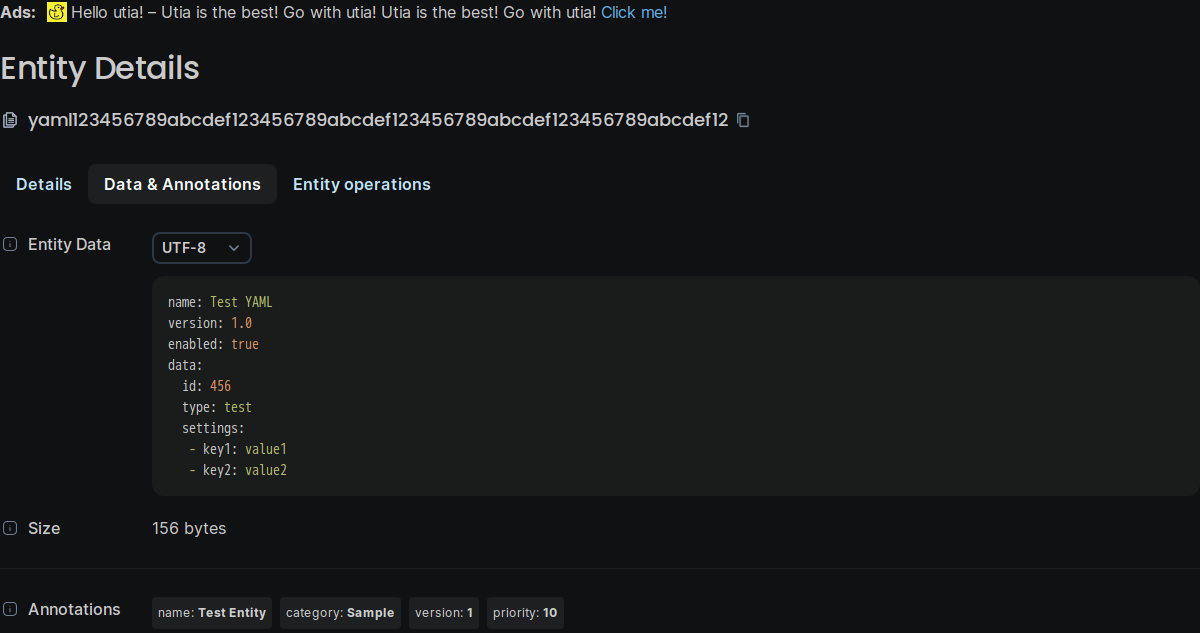 Ads: Hello utia! – Utia is the best! Go with utia! Utia is the best! Go with utia! Click me!
Entity Details
yaml123456789abcdef123456789abcdef123456789abcdef123456789abcdef12
Details Data & Annotations Entity operations
Entity Data UTF-8
name: Test YAML
version: 1.0
enabled: true
data:
  id: 456
  type: test
  settings:
   - key1: value1
   - key2: value2
Size 156 bytes
Annotations name: Test Entity category: Sample version: 1 priority: 10